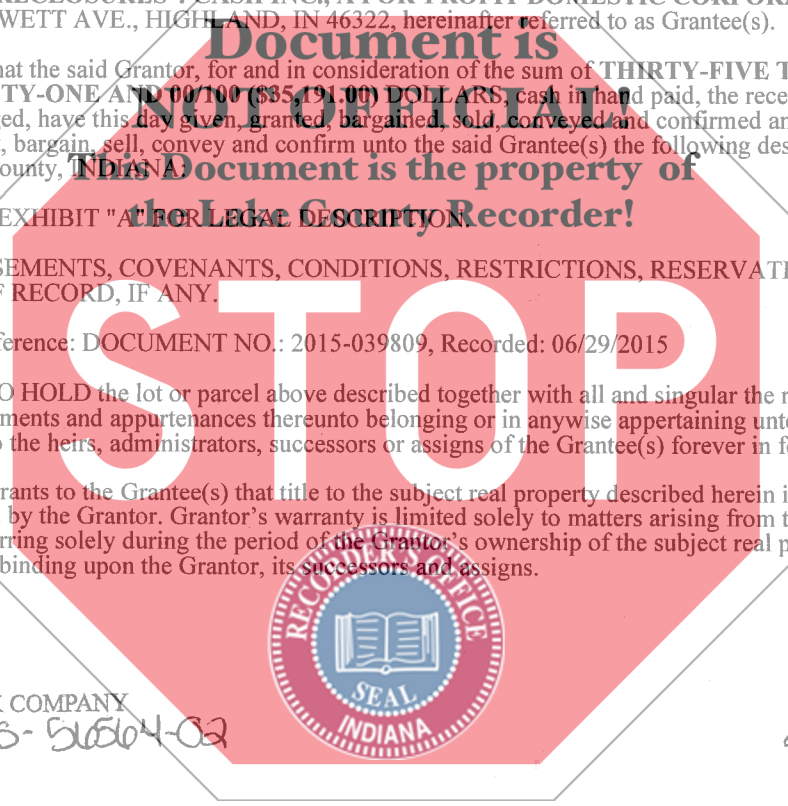 RECLOSURES 4 CASH INC., A FOR PROFIT DOMESTIC CORPORA
WETT AVE., HIGHLAND, IN 46322, hereinafter referred to as Grantee(s).
Document is
hat the said Grantor, for and in consideration of the sum of THIRTY-FIVE T
TY-ONE AND 00/100 ($35,191.00) DOLLARS, cash in hand paid, the rece
NOT OFFICIAL!
ged, have this day given, granted, bargained, sold, conveyed and confirmed an
, bargain, sell, convey and confirm unto the said Grantee(s) the following des
This Document is the property of
ounty, INDIANA:
the Lake County Recorder!
EXHIBIT "A" FOR LEGAL DESCRIPTION.
SEMENTS, COVENANTS, CONDITIONS, RESTRICTIONS, RESERVATI
F RECORD, IF ANY.
STOP
ference: DOCUMENT NO.: 2015-039809, Recorded: 06/29/2015
O HOLD the lot or parcel above described together with all and singular the r
ments and appurtenances thereunto belonging or in anywise appertaining unto
o the heirs, administrators, successors or assigns of the Grantee(s) forever in fe
rants to the Grantee(s) that title to the subject real property described herein i
by the Grantor. Grantor's warranty is limited solely to matters arising from t
rring solely during the period of the Grantor's ownership of the subject real p
binding upon the Grantor, its successors and assigns.
RECORDER'S OFFICE
SEAL
INDIANA
COMPANY
S-56564-02